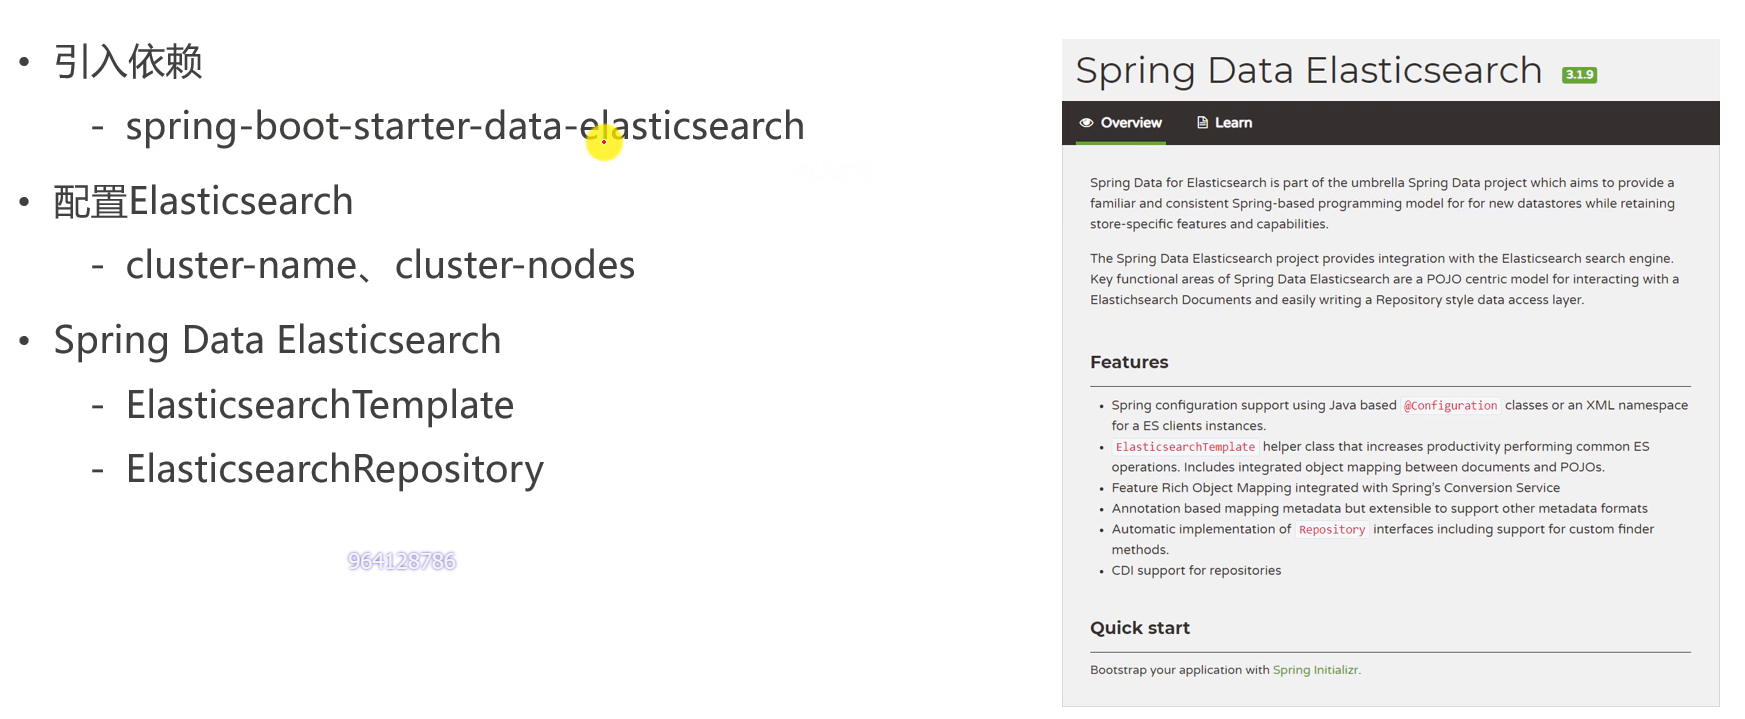 • 引入依赖
- spring-boot-starter-data-elasticsearch
• 配置Elasticsearch
- cluster-name、cluster-nodes
• Spring Data Elasticsearch
- ElasticsearchTemplate
- ElasticsearchRepository
964128786
Spring Data Elasticsearch 3.1.9
Overview Learn
Spring Data for Elasticsearch is part of the umbrella Spring Data project which aims to provide a
familiar and consistent Spring-based programming model for for new datastores while retaining
store-specific features and capabilities.
The Spring Data Elasticsearch project provides integration with the Elasticsearch search engine.
Key functional areas of Spring Data Elasticsearch are a POJO centric model for interacting with a
Elastichsearch Documents and easily writing a Repository style data access layer.
Features
• Spring configuration support using Java based @Configuration classes or an XML namespace
for a ES clients instances.
• ElasticsearchTemplate helper class that increases productivity performing common ES
operations. Includes integrated object mapping between documents and POJOs.
• Feature Rich Object Mapping integrated with Spring's Conversion Service
• Annotation based mapping metadata but extensible to support other metadata formats
• Automatic implementation of Repository interfaces including support for custom finder
methods.
• CDI support for repositories
Quick start
Bootstrap your application with Spring Initializr.